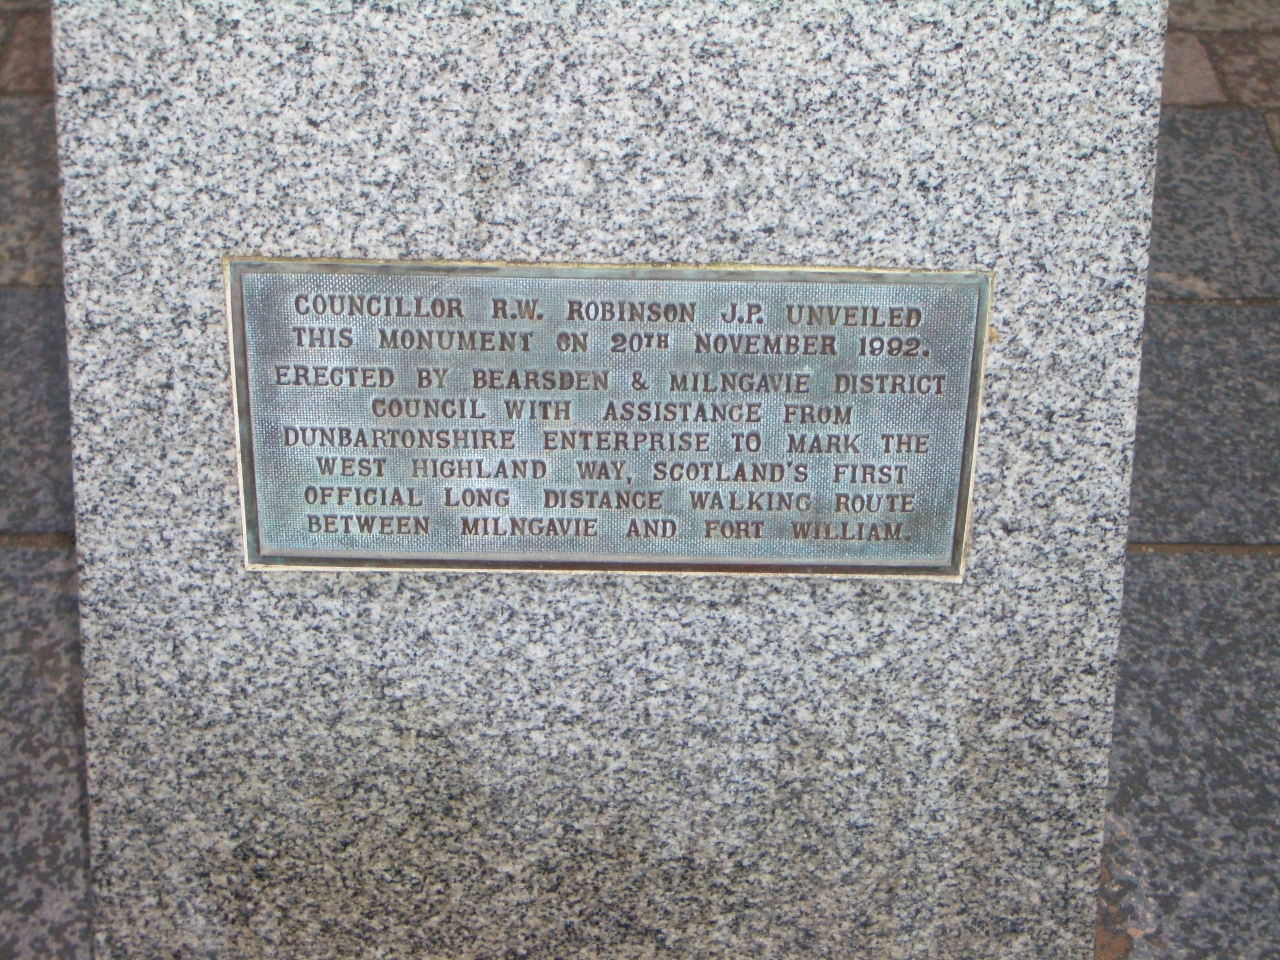 COUNCILLOR R.W. ROBINSON J.P. UNVEILED
THIS MONUMENT ON 20TH NOVEMBER 1992.
ERECTED BY BEARSDEN & MILNGAVIE DISTRICT
COUNCIL WITH ASSISTANCE FROM
DUNBARTONSHIRE ENTERPRISE TO MARK THE
WEST HIGHLAND WAY, SCOTLAND'S FIRST
OFFICIAL LONG DISTANCE WALKING ROUTE
BETWEEN MILNGAVIE AND FORT WILLIAM.